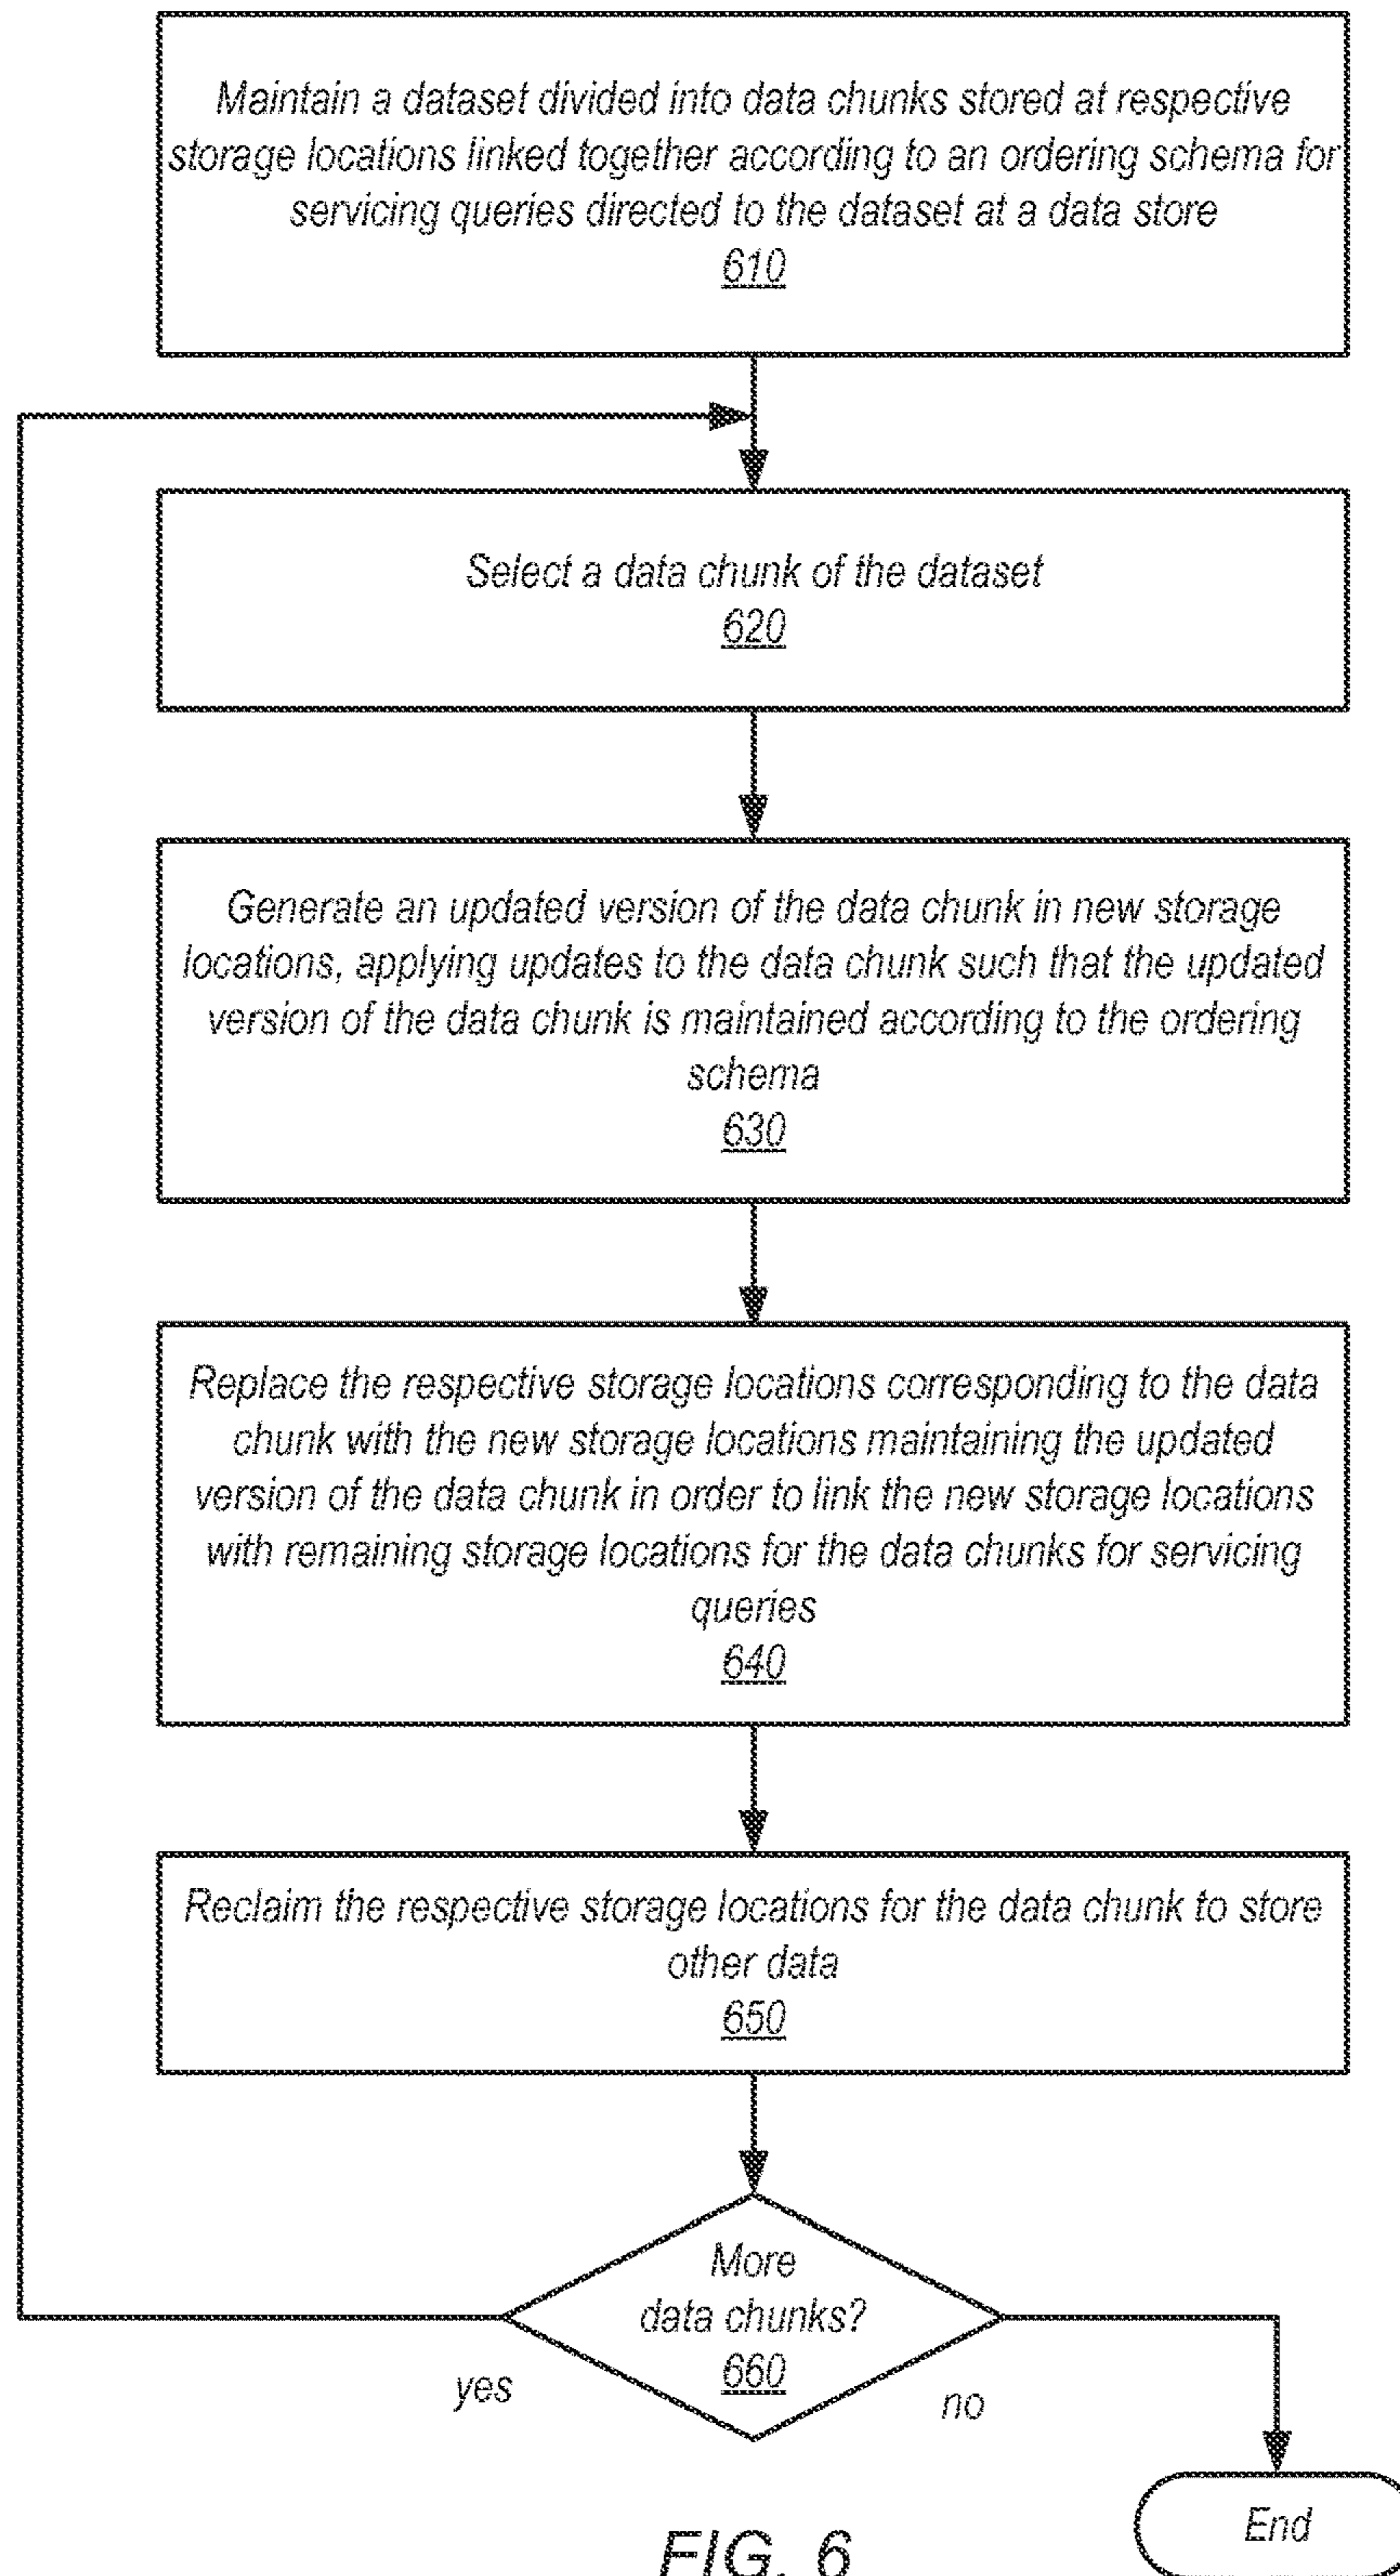 Maintain a dataset divided into data chunks stored at respective
storage locations linked together according to an ordering schema for
servicing queries directed to the dataset at a data store
610
Select a data chunk of the dataset
620
Generate an updated version of the data chunk in new storage
locations, applying updates to the data chunk such that the updated
version of the data chunk is maintained according to the ordering
schema
630
Replace the respective storage locations corresponding to the data
chunk with the new storage locations maintaining the updated
version of the data chunk in order to link the new storage locations
with remaining storage locations for the data chunks for servicing
queries
640
Reclaim the respective storage locations for the data chunk to store
other data
650
More
data chunks?
660
yes
no
End
FIG. 6